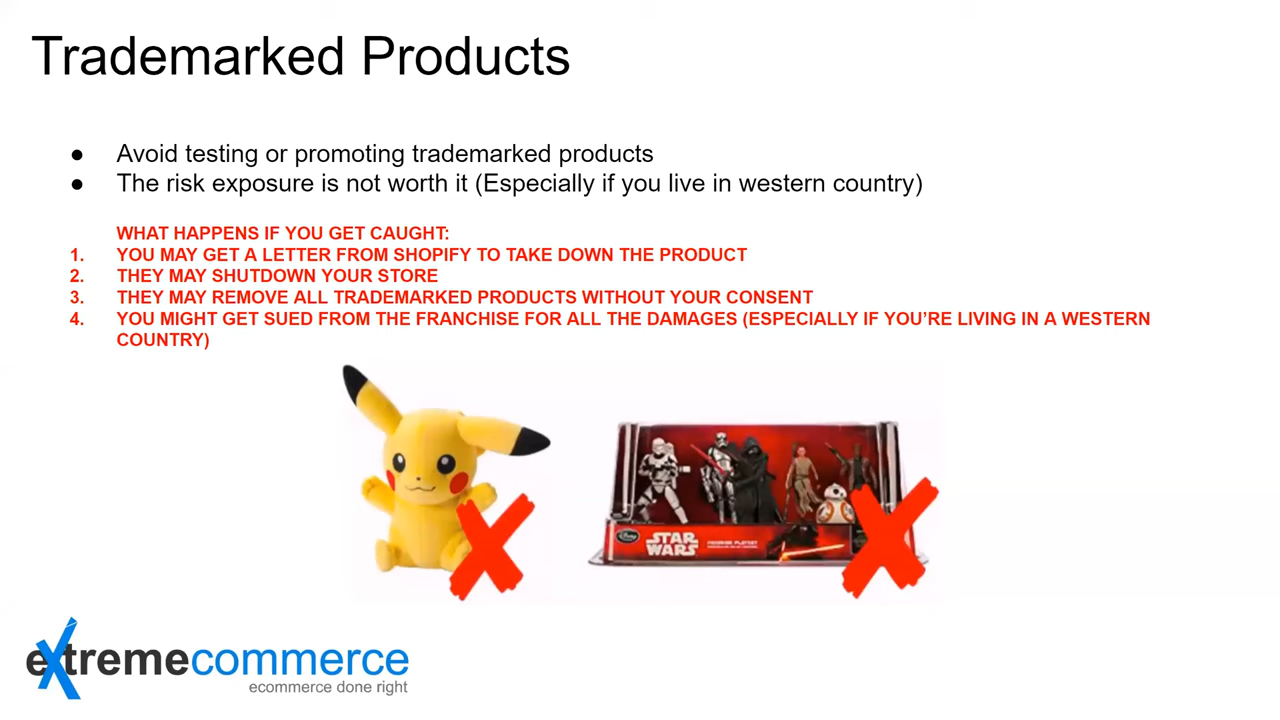 Trademarked Products
● Avoid testing or promoting trademarked products
● The risk exposure is not worth it (Especially if you live in western country)
WHAT HAPPENS IF YOU GET CAUGHT:
1. YOU MAY GET A LETTER FROM SHOPIFY TO TAKE DOWN THE PRODUCT
2. THEY MAY SHUTDOWN YOUR STORE
3. THEY MAY REMOVE ALL TRADEMARKED PRODUCTS WITHOUT YOUR CONSENT
4. YOU MIGHT GET SUED FROM THE FRANCHISE FOR ALL THE DAMAGES (ESPECIALLY IF YOU'RE LIVING IN A WESTERN
COUNTRY)
Disney
STAR
WARS
extremecommerce
ecommerce done right